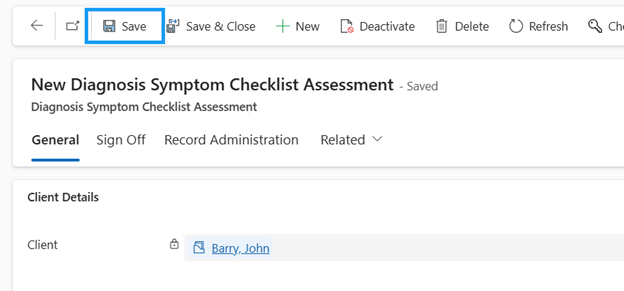 Save Save & Close New Deactivate Delete Refresh Che
New Diagnosis Symptom Checklist Assessment - Saved
Diagnosis Symptom Checklist Assessment
General Sign Off Record Administration Related
Client Details
Client Barry, John